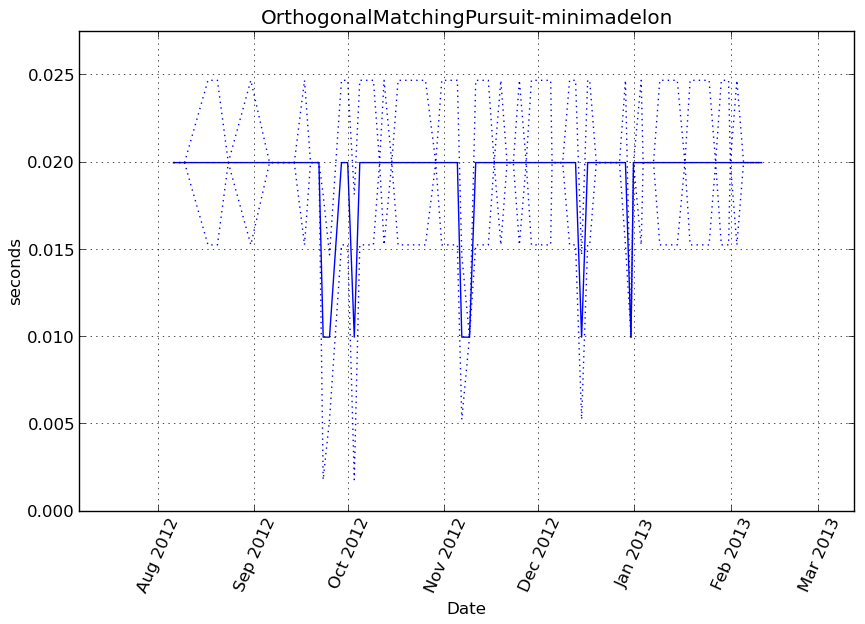 OrthogonalMatchingPursuit-minimadelon
0.025
0.020
0.015
0.010
0.005
0.000
seconds
Aug 2012
Sep 2012
Oct 2012
Nov 2012
Dec 2012
Jan 2013
Feb 2013
Mar 2013
Date